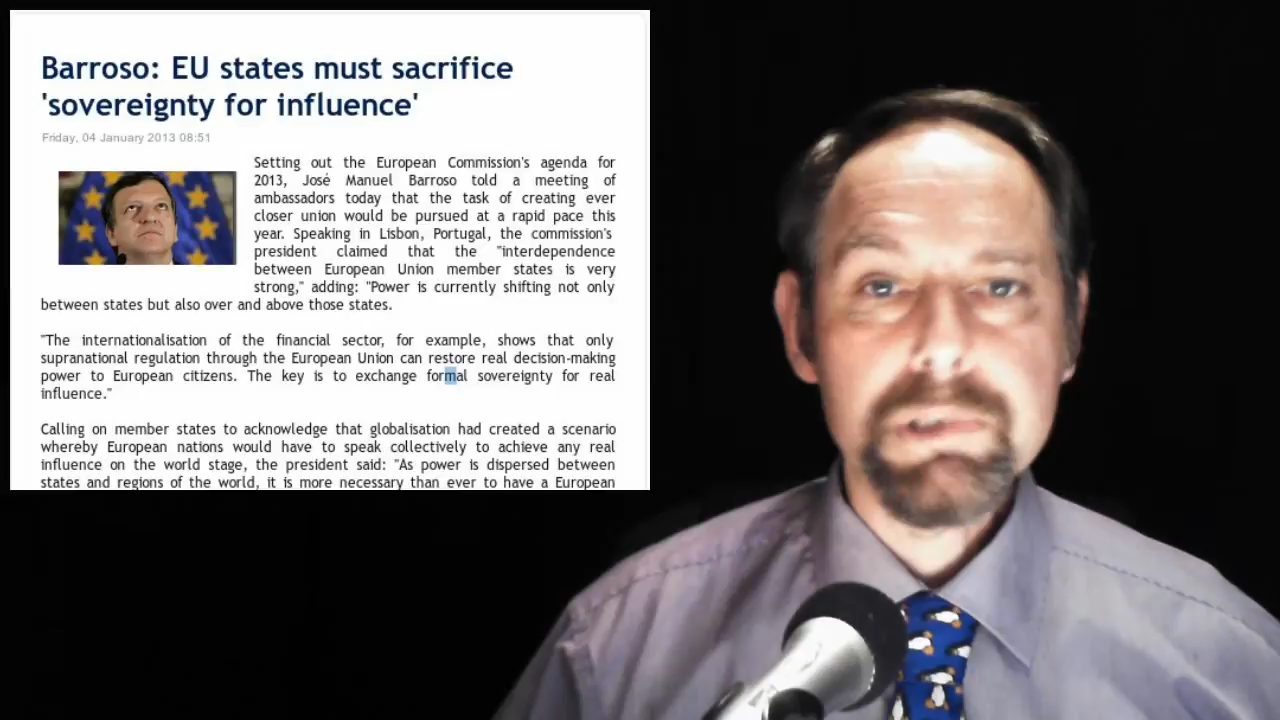 Barroso: EU states must sacrifice
'sovereignty for influence'
Friday, 04 January 2013 08:51
Setting out the European Commission's agenda for
2013, José Manuel Barroso told a meeting of
ambassadors today that the task of creating ever
closer union would be pursued at a rapid pace this
year. Speaking in Lisbon, Portugal, the commission's
president claimed that the "interdependence
between European Union member states is very
strong," adding: "Power is currently shifting not only
between states but also over and above those states.
"The internationalisation of the financial sector, for example, shows that only
supranational regulation through the European Union can restore real decision-making
power to European citizens. The key is to exchange formal sovereignty for real
influence."
Calling on member states to acknowledge that globalisation had created a scenario
whereby European nations would have to speak collectively to achieve any real
influence on the world stage, the president said: "As power is dispersed between
states and regions of the world, it is more necessary than ever to have a European